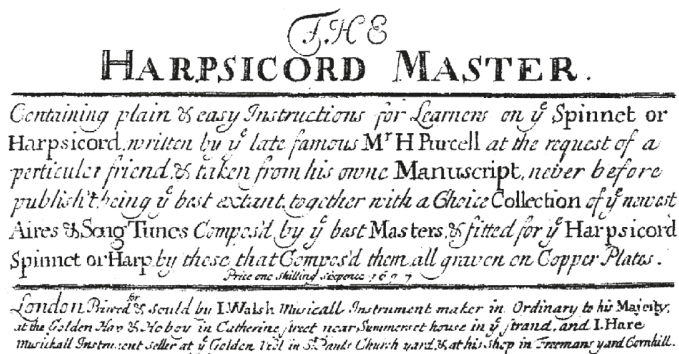 THE
HARPSICORD MASTER.
Containing plain & easy Instructions for Learners on yᵉ Spinnet or
Harpsicord, written by yᵉ late famous Mʳ H Purcell at the request of a
perticuler friend, & taken from his owne Manuscript, never before
publish't being yᵉ best extant, together with a Choice Collection of yᵉ newest
Aires & Song Tunes Compos'd by yᵉ best Masters, & fitted for yᵉ Harpsicord
Spinnet or Harp by those that Compos'd them, all graven on Copper Plates.
Price one shilling sixpence 1697
London Printed for & sould by I. Walsh Musicall Instrument maker in Ordinary to his Majesty,
at the Golden Harp & Hoboy in Catherine street near Summerset house in yᵉ strand, and I. Hare
Musickall Instrument seller at yᵉ Golden Viol in Sᵗ Pauls Church yard, & at his shop in Freemans yard Cornhill.